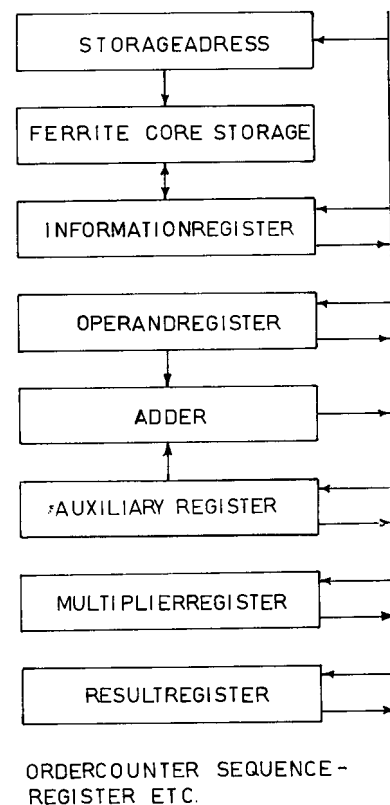 STORAGEADRESS
FERRITE CORE STORAGE
INFORMATIONREGISTER
OPERANDREGISTER
ADDER
AUXILIARY REGISTER
MULTIPLIERREGISTER
RESULTREGISTER
ORDERCOUNTER SEQUENCE-
REGISTER ETC.